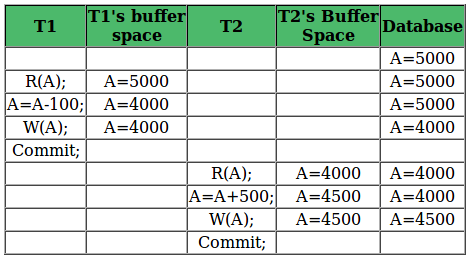 T1 T1's buffer space T2 T2's Buffer Space Database
A=5000
R(A); A=5000 A=5000
A=A-100; A=4000 A=5000
W(A); A=4000 A=4000
Commit;
R(A); A=4000 A=4000
A=A+500; A=4500 A=4000
W(A); A=4500 A=4500
Commit;